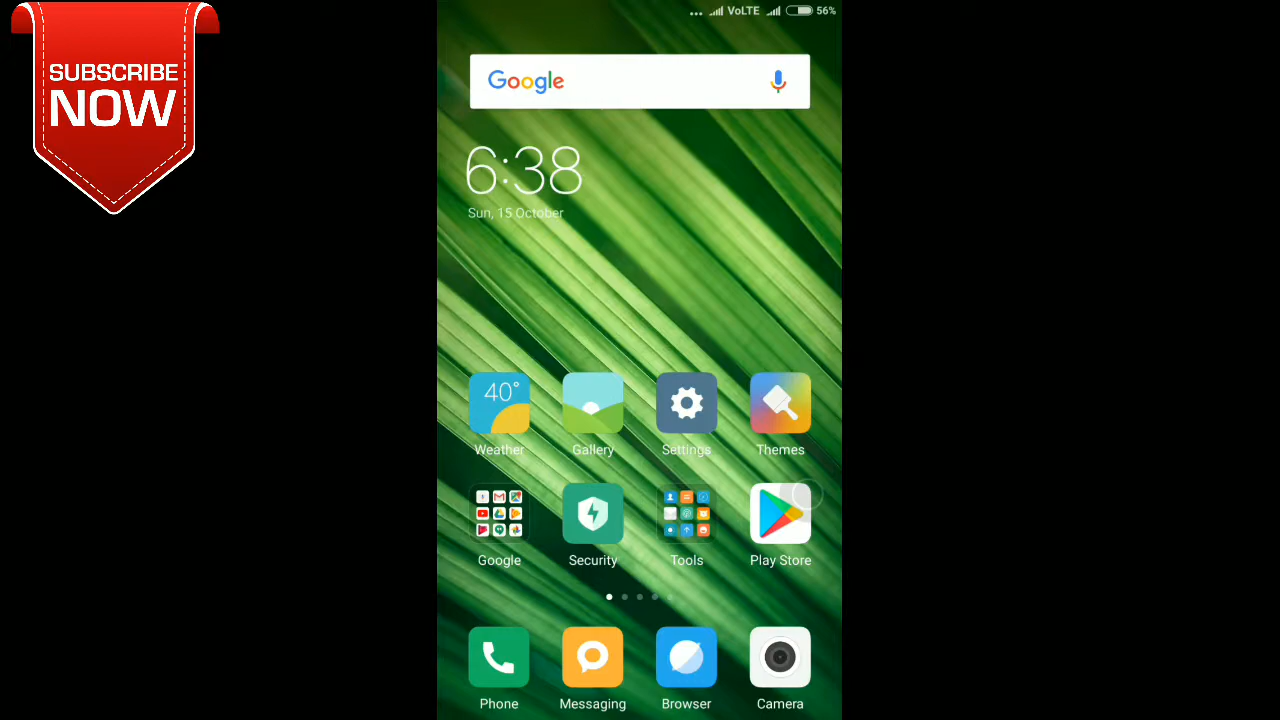 SUBSCRIBE
NOW
... VoLTE 56%
Google
6:38
Sun, 15 October
40°
Weather Gallery Settings Themes
Google Security Tools Play Store
Phone Messaging Browser Camera